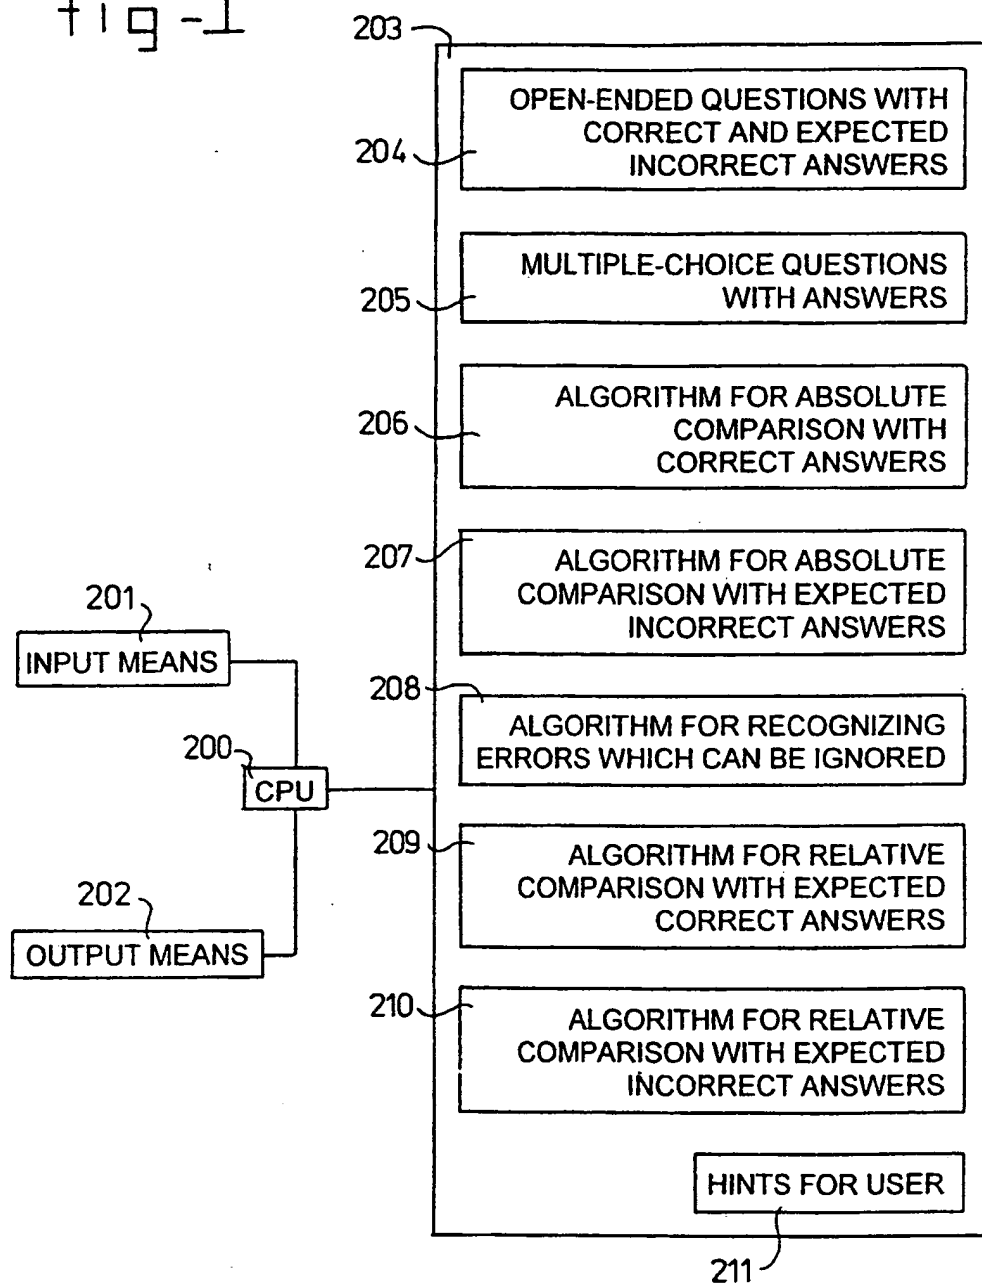 fig-1
203
OPEN-ENDED QUESTIONS WITH
CORRECT AND EXPECTED
INCORRECT ANSWERS
204
MULTIPLE-CHOICE QUESTIONS
WITH ANSWERS
205
ALGORITHM FOR ABSOLUTE
COMPARISON WITH
CORRECT ANSWERS
206
207
ALGORITHM FOR ABSOLUTE
COMPARISON WITH EXPECTED
INCORRECT ANSWERS
201
INPUT MEANS
208
ALGORITHM FOR RECOGNIZING
ERRORS WHICH CAN BE IGNORED
200
CPU
209
ALGORITHM FOR RELATIVE
COMPARISON WITH EXPECTED
CORRECT ANSWERS
202
OUTPUT MEANS
210
ALGORITHM FOR RELATIVE
COMPARISON WITH EXPECTED
INCORRECT ANSWERS
HINTS FOR USER
211